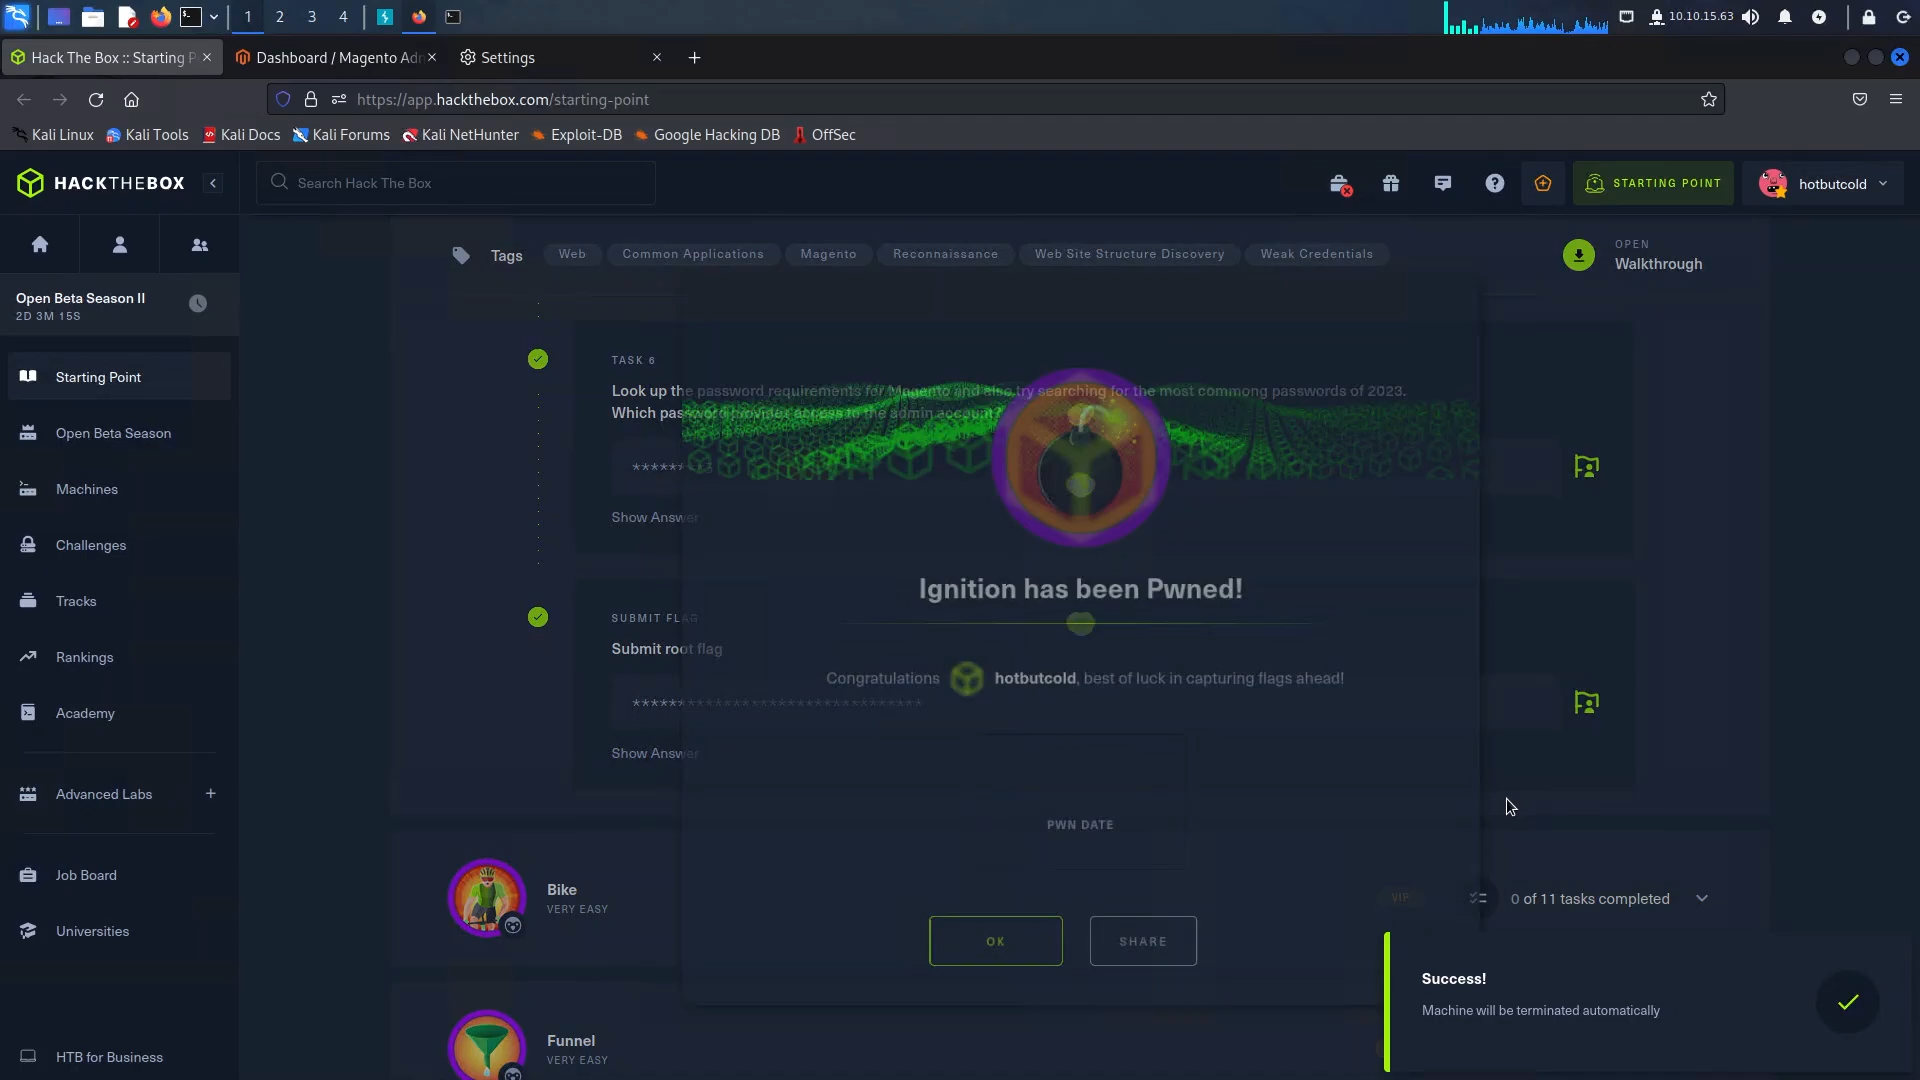 1 2 3 4
10.10.15.63
Hack The Box :: Starting P
Dashboard / Magento Adm
Settings
https://app.hackthebox.com/starting-point
Kali Linux
Kali Tools
Kali Docs
Kali Forums
Kali NetHunter
Exploit-DB
Google Hacking DB
OffSec
HACKTHEBOX
Search Hack The Box
STARTING POINT
hotbutcold
Open Beta Season II
2D 3M 15S
Starting Point
Open Beta Season
Machines
Challenges
Tracks
Rankings
Academy
Advanced Labs +
Job Board
Universities
HTB for Business
Tags
Web
Common Applications
Magento
Reconnaissance
Web Site Structure Discovery
Weak Credentials
OPEN
Walkthrough
TASK 6
Look up the password requirements for Magento and also try searching for the most commong passwords of 2023.
Which password provides access to the admin account?
Show Answer
SUBMIT FLAG
Submit root flag
********************************
Show Answer
Ignition has been Pwned!
Congratulations hotbutcold, best of luck in capturing flags ahead!
PWN DATE
OK
SHARE
Bike
VERY EASY
VIP
0 of 11 tasks completed
Funnel
VERY EASY
Success!
Machine will be terminated automatically